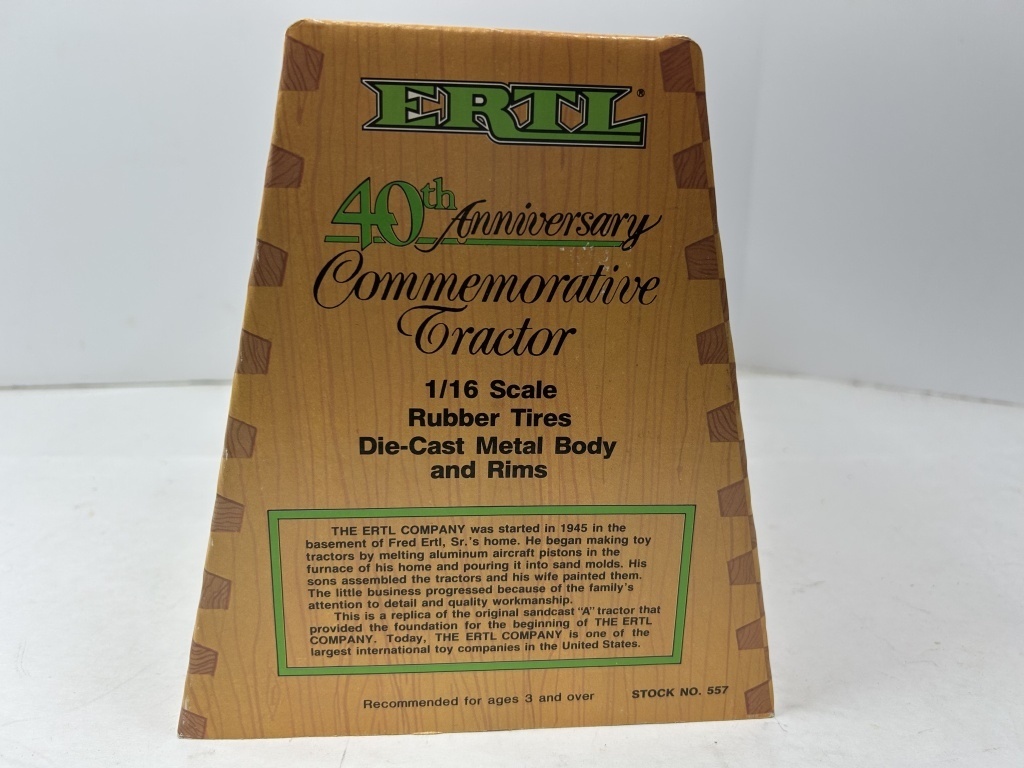 ERTL®
40th Anniversary
Commemorative
Tractor
1/16 Scale
Rubber Tires
Die-Cast Metal Body
and Rims
THE ERTL COMPANY was started in 1945 in the
basement of Fred Ertl, Sr.'s home. He began making toy
tractors by melting aluminum aircraft pistons in the
furnace of his home and pouring it into sand molds. His
sons assembled the tractors and his wife painted them.
The little business progressed because of the family's
attention to detail and quality workmanship.
This is a replica of the original sandcast "A" tractor that
provided the foundation for the beginning of THE ERTL
COMPANY. Today, THE ERTL COMPANY is one of the
largest international toy companies in the United States.
Recommended for ages 3 and over
STOCK NO. 557